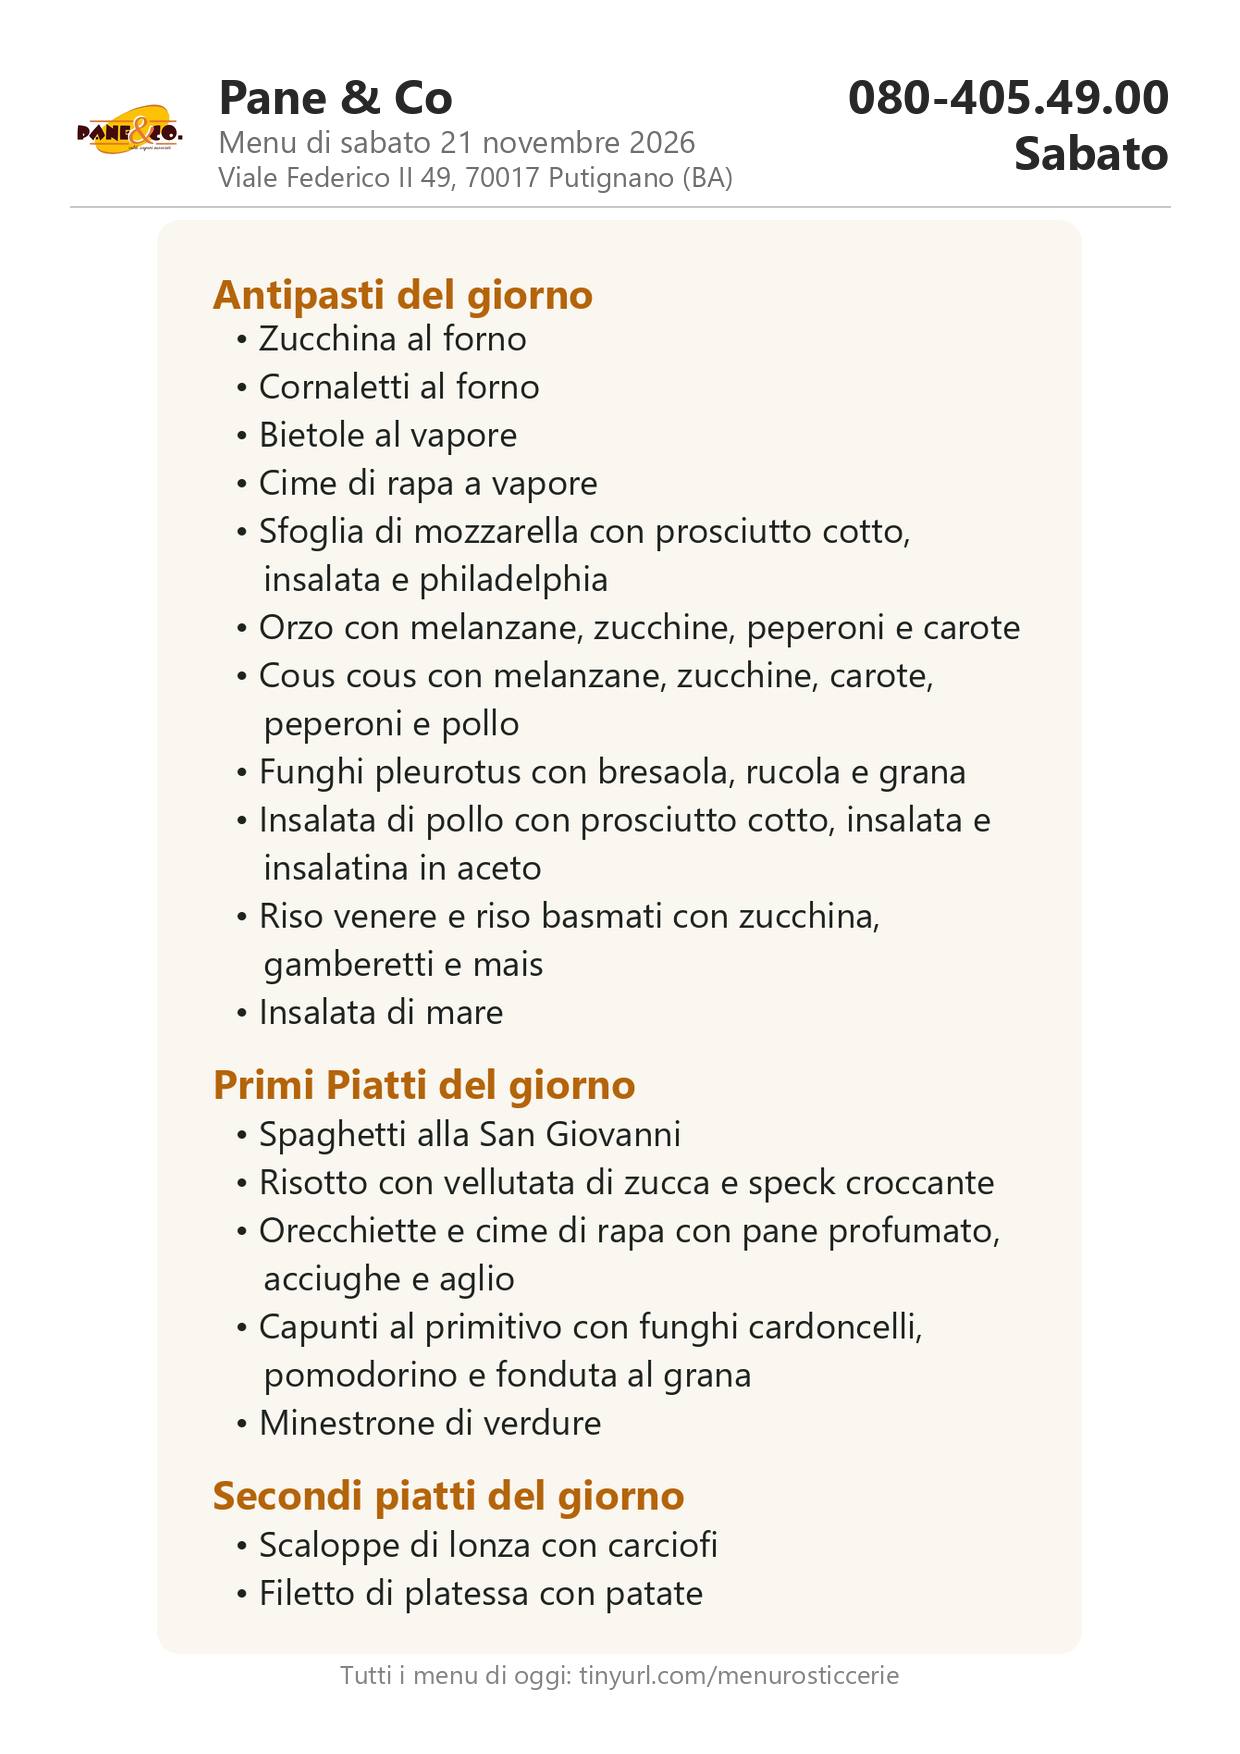 PANE&CO.
Pane & Co
Menu di sabato 21 novembre 2026
Viale Federico II 49, 70017 Putignano (BA)
080-405.49.00
Sabato
Antipasti del giorno
• Zucchina al forno
• Cornaletti al forno
• Bietole al vapore
• Cime di rapa a vapore
• Sfoglia di mozzarella con prosciutto cotto,
insalata e philadelphia
• Orzo con melanzane, zucchine, peperoni e carote
• Cous cous con melanzane, zucchine, carote,
peperoni e pollo
• Funghi pleurotus con bresaola, rucola e grana
• Insalata di pollo con prosciutto cotto, insalata e
insalatina in aceto
• Riso venere e riso basmati con zucchina,
gamberetti e mais
• Insalata di mare
Primi Piatti del giorno
• Spaghetti alla San Giovanni
• Risotto con vellutata di zucca e speck croccante
• Orecchiette e cime di rapa con pane profumato,
acciughe e aglio
• Capunti al primitivo con funghi cardoncelli,
pomodorino e fonduta al grana
• Minestrone di verdure
Secondi piatti del giorno
• Scaloppe di lonza con carciofi
• Filetto di platessa con patate
Tutti i menu di oggi: tinyurl.com/menurosticcerie